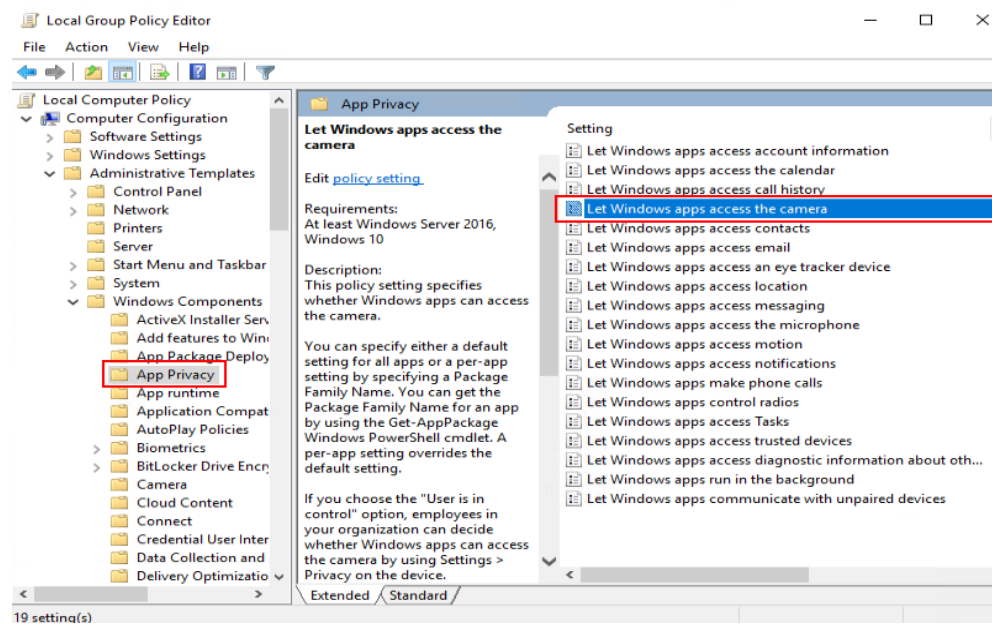 Local Group Policy Editor
File Action View Help
Local Computer Policy
Computer Configuration
Software Settings
Windows Settings
Administrative Templates
Control Panel
Network
Printers
Server
Start Menu and Taskbar
System
Windows Components
ActiveX Installer Serv
Add features to Wind
App Package Deploy
App Privacy
App runtime
Application Compat
AutoPlay Policies
Biometrics
BitLocker Drive Encry
Camera
Cloud Content
Connect
Credential User Inter
Data Collection and
Delivery Optimizatio
App Privacy
Let Windows apps access the
camera
Edit policy setting
Requirements:
At least Windows Server 2016,
Windows 10
Description:
This policy setting specifies
whether Windows apps can access
the camera.
You can specify either a default
setting for all apps or a per-app
setting by specifying a Package
Family Name. You can get the
Package Family Name for an app
by using the Get-AppPackage
Windows PowerShell cmdlet. A
per-app setting overrides the
default setting.
If you choose the "User is in
control" option, employees in
your organization can decide
whether Windows apps can access
the camera by using Settings >
Privacy on the device.
Setting
Let Windows apps access account information
Let Windows apps access the calendar
Let Windows apps access call history
Let Windows apps access the camera
Let Windows apps access contacts
Let Windows apps access email
Let Windows apps access an eye tracker device
Let Windows apps access location
Let Windows apps access messaging
Let Windows apps access the microphone
Let Windows apps access motion
Let Windows apps access notifications
Let Windows apps make phone calls
Let Windows apps control radios
Let Windows apps access Tasks
Let Windows apps access trusted devices
Let Windows apps access diagnostic information about oth...
Let Windows apps run in the background
Let Windows apps communicate with unpaired devices
Extended Standard
19 setting(s)